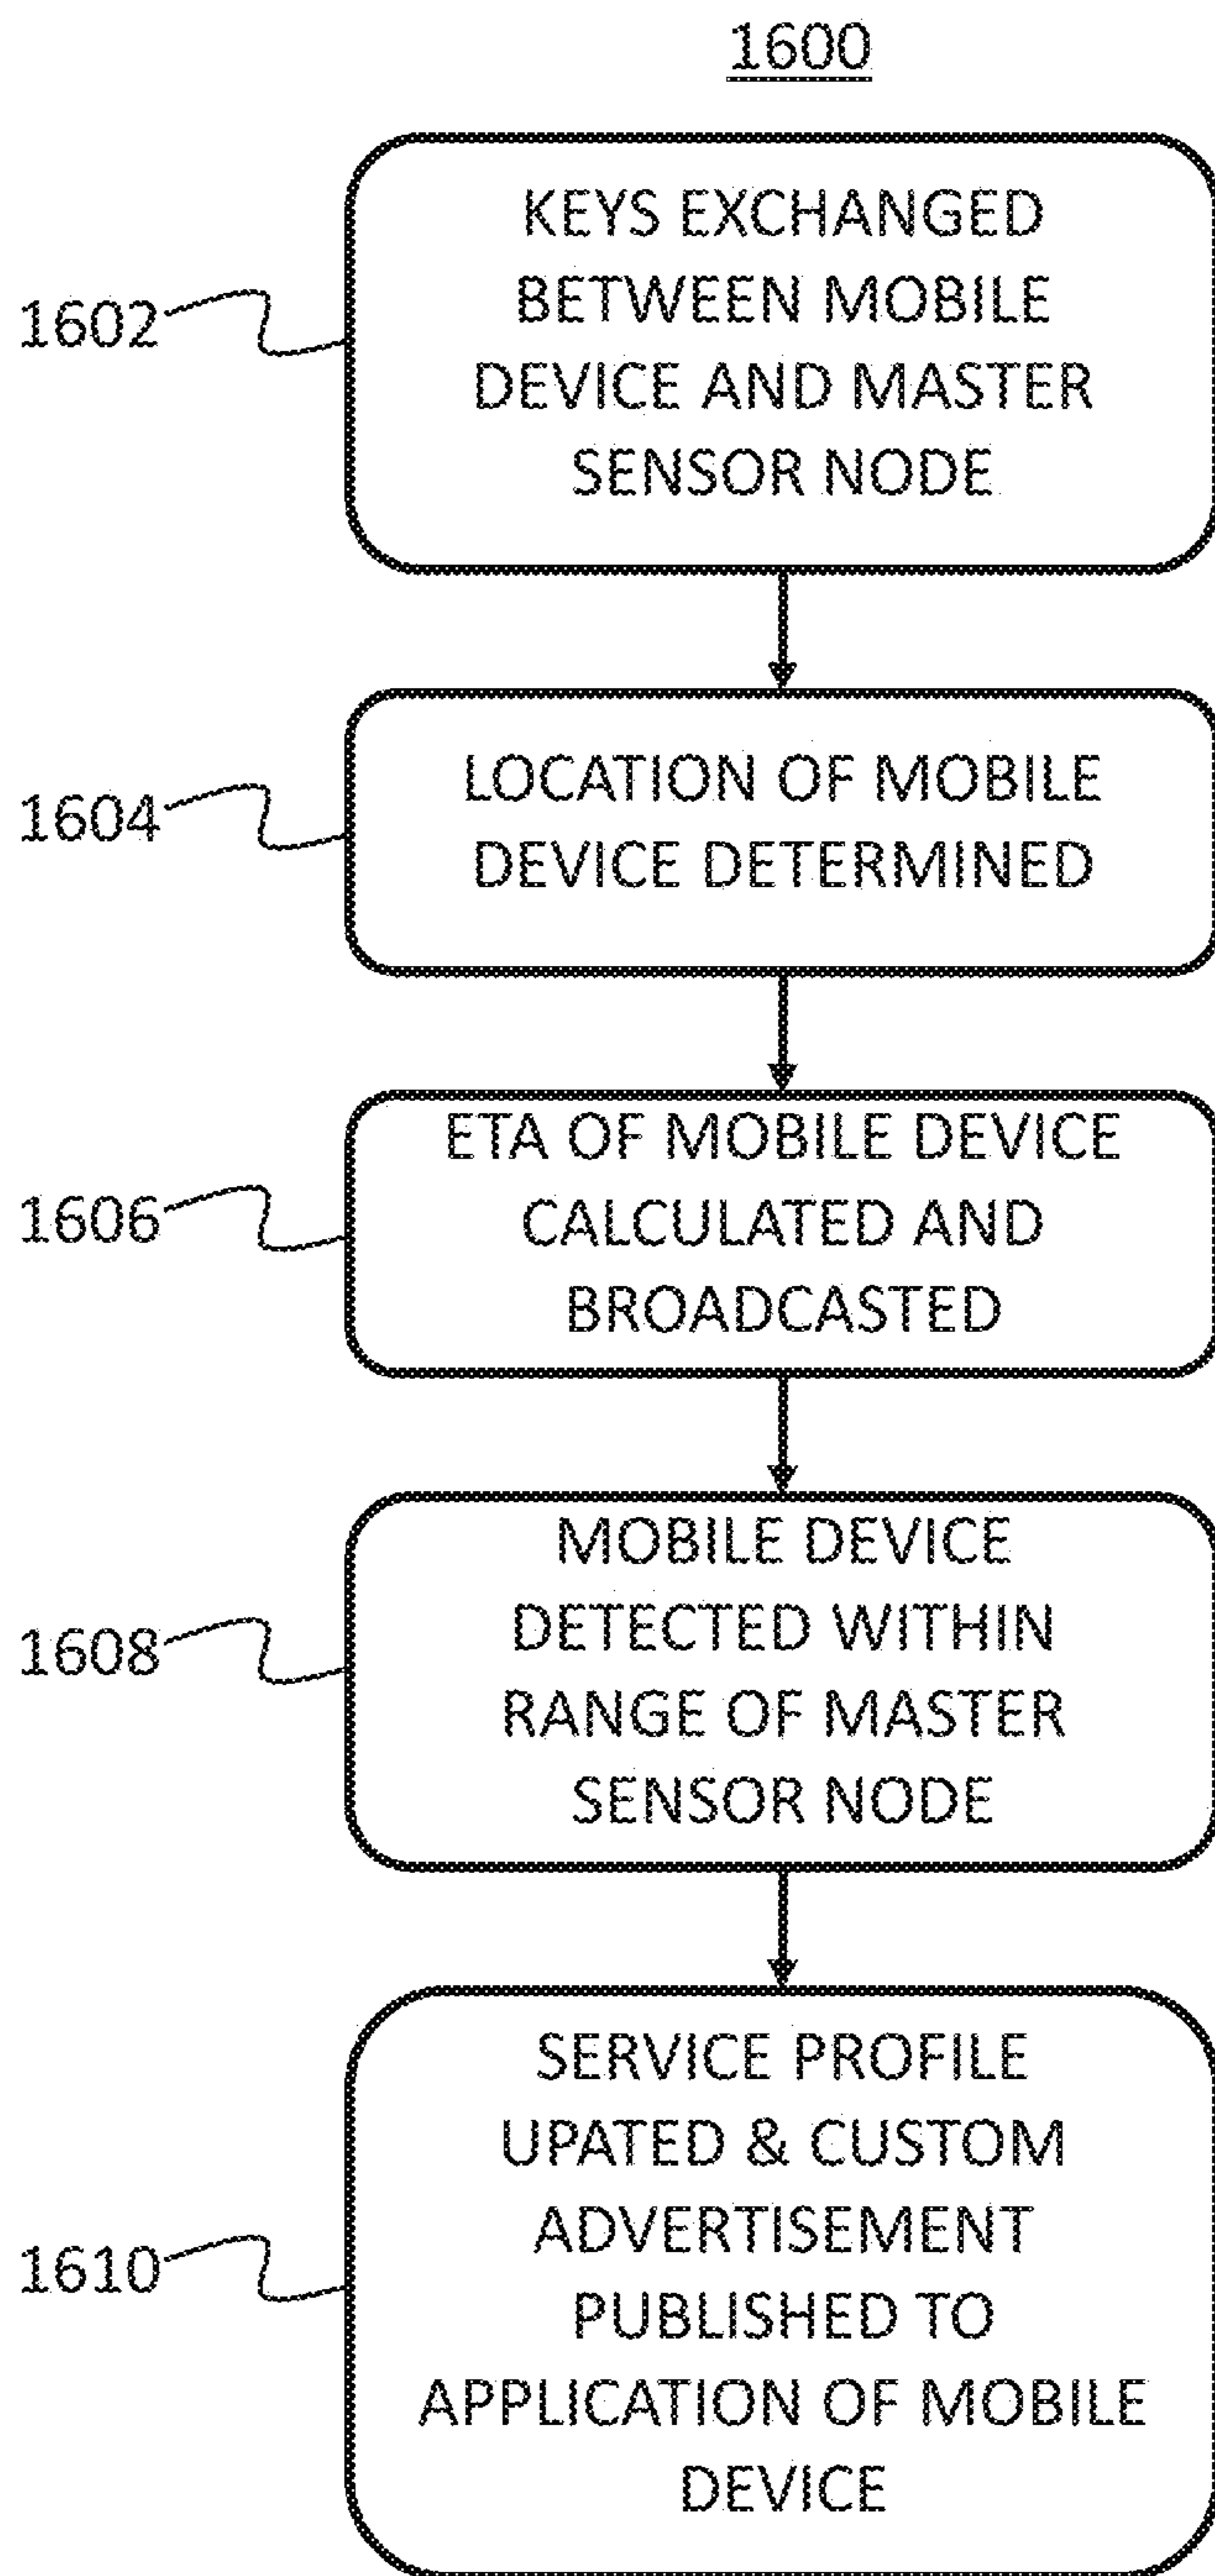 1600
KEYS EXCHANGED
BETWEEN MOBILE
DEVICE AND MASTER
SENSOR NODE
1602
LOCATION OF MOBILE
DEVICE DETERMINED
1604
ETA OF MOBILE DEVICE
CALCULATED AND
BROADCASTED
1606
MOBILE DEVICE
DETECTED WITHIN
RANGE OF MASTER
SENSOR NODE
1608
SERVICE PROFILE
UPATED & CUSTOM
ADVERTISEMENT
PUBLISHED TO
APPLICATION OF MOBILE
DEVICE
1610